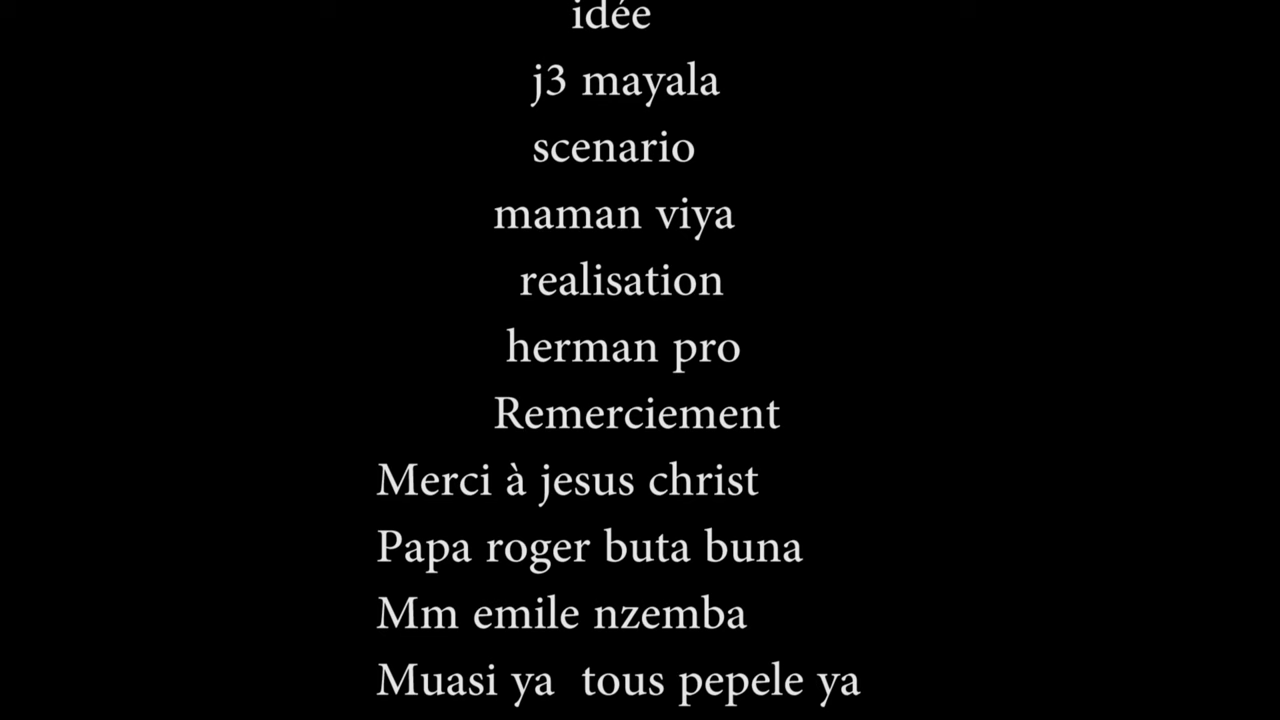 idée
j3 mayala
scenario
maman viya
realisation
herman pro
Remerciement
Merci à jesus christ
Papa roger buta buna
Mm emile nzemba
Muasi ya  tous pepele ya